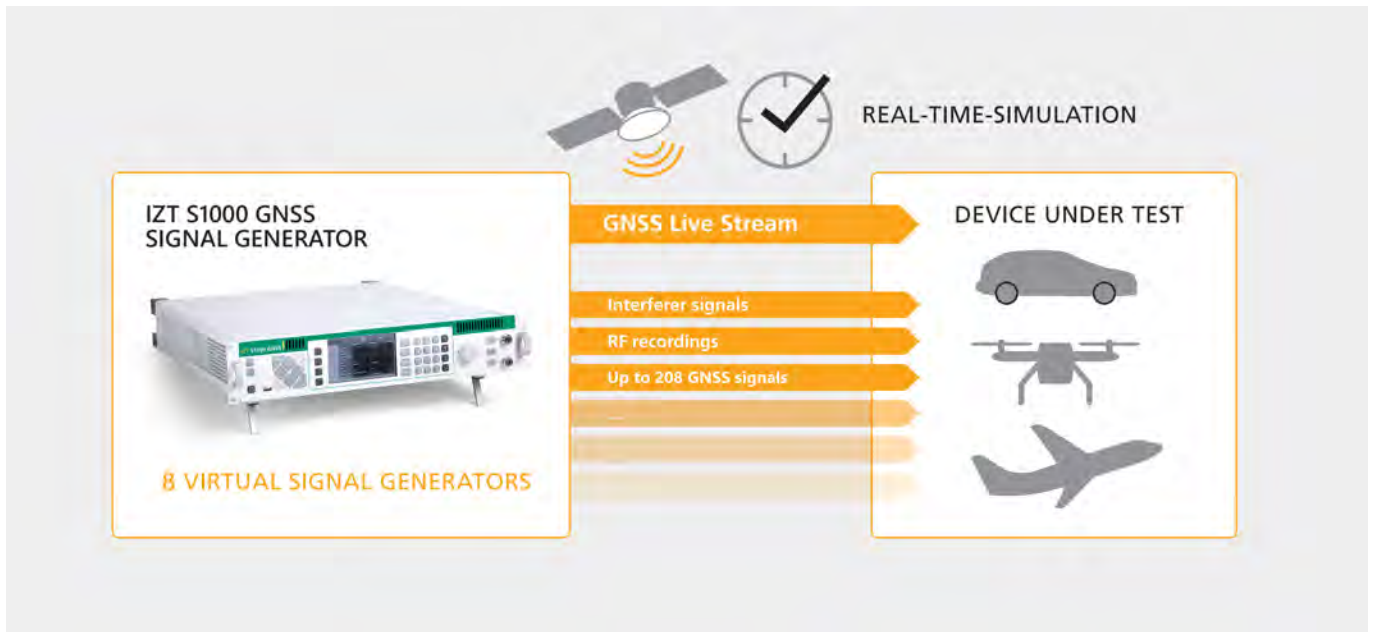 REAL-TIME-SIMULATION
IZT S1000 GNSS
SIGNAL GENERATOR
8 VIRTUAL SIGNAL GENERATORS
GNSS Live Stream
Interferer signals
RF recordings
Up to 208 GNSS signals
...
DEVICE UNDER TEST